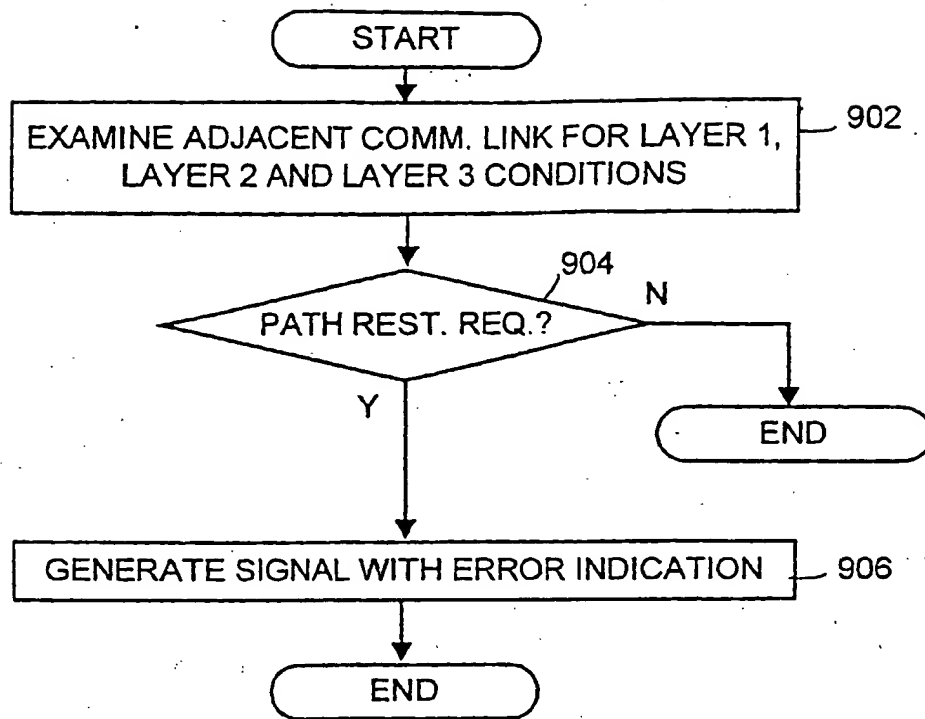 START
EXAMINE ADJACENT COMM. LINK FOR LAYER 1,
LAYER 2 AND LAYER 3 CONDITIONS
902
904
PATH REST. REQ.?
N
Y
END
GENERATE SIGNAL WITH ERROR INDICATION
906
END